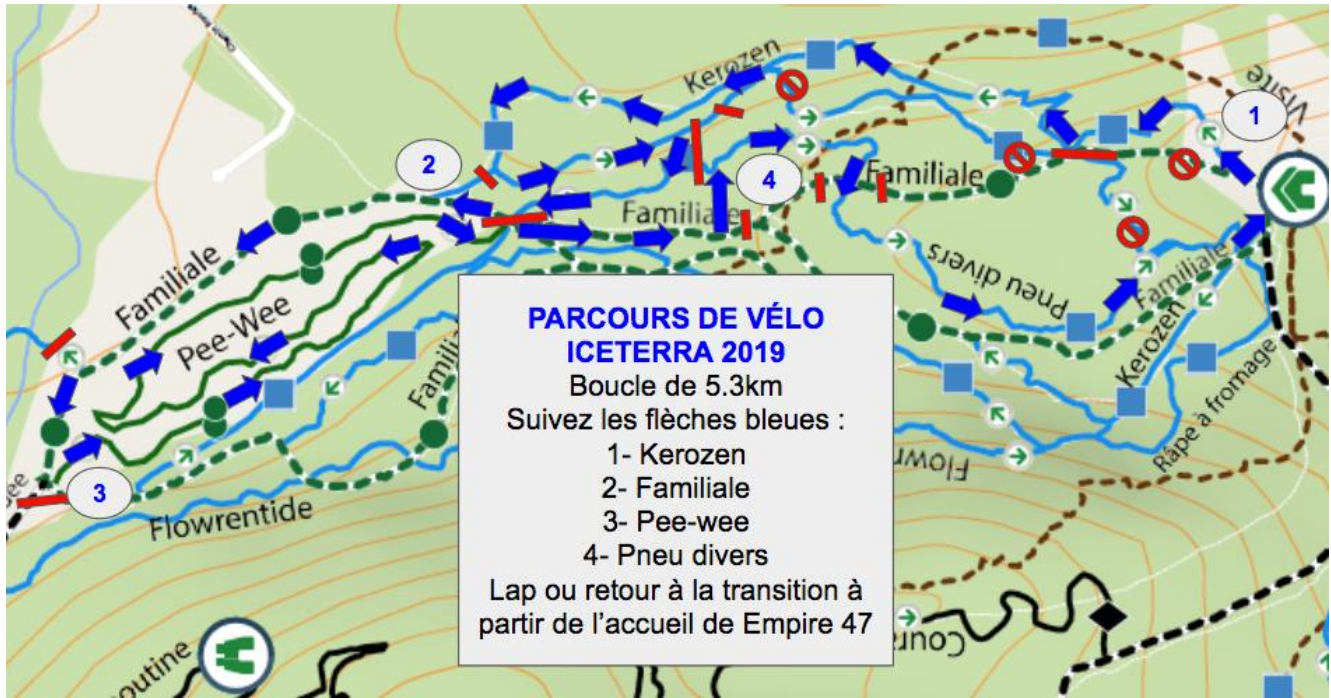 Kerozen
Visite
1
2
4
Familiale
Familiale
Familiale
Pee-Wee
Pneu divers
Familiale
Kerozen
Râpe à fromage
3
Flowrentide
PARCOURS DE VÉLO
ICETERRA 2019
Boucle de 5.3km
Suivez les flèches bleues :
1- Kerozen
2- Familiale
3- Pee-wee
4- Pneu divers
Lap ou retour à la transition à
partir de l'accueil de Empire 47